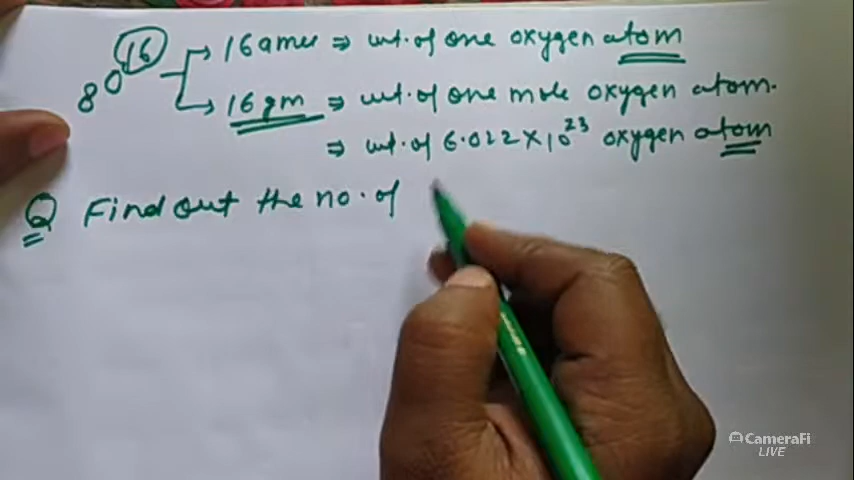 8O16 → 16 amu ⇒ wt. of one oxygen atom
→ 16 gm ⇒ wt. of one mole oxygen atom.
⇒ wt. of 6.022 × 10^23 oxygen atom
Q Find out the no. of
CameraFi
LIVE